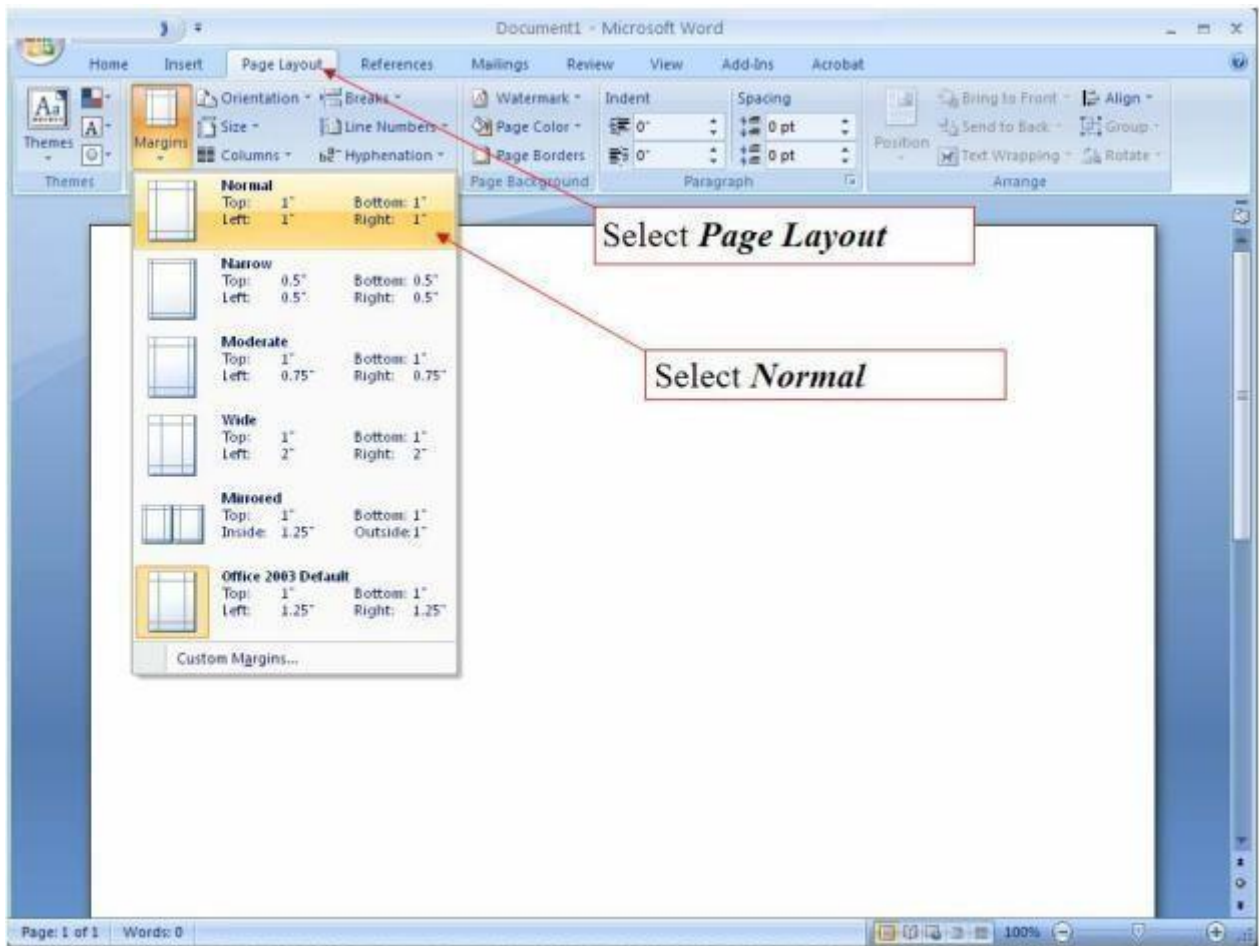 Document1 - Microsoft Word
Home Insert Page Layout References Mailings Review View Add-Ins Acrobat
Themes
Margins
Orientation
Size
Columns
Breaks
Line Numbers
Hyphenation
Watermark
Page Color
Page Borders
Indent
0"
0"
Spacing
0 pt
0 pt
Position
Bring to Front
Send to Back
Text Wrapping
Align
Group
Rotate
Themes
Page Background
Paragraph
Arrange
Normal
Top: 1" Bottom: 1"
Left: 1" Right: 1"
Narrow
Top: 0.5" Bottom: 0.5"
Left: 0.5" Right: 0.5"
Moderate
Top: 1" Bottom: 1"
Left: 0.75" Right: 0.75"
Wide
Top: 1" Bottom: 1"
Left: 2" Right: 2"
Mirrored
Top: 1" Bottom: 1"
Inside: 1.25" Outside: 1"
Office 2003 Default
Top: 1" Bottom: 1"
Left: 1.25" Right: 1.25"
Custom Margins...
Select Page Layout
Select Normal
Page: 1 of 1 Words: 0
100%